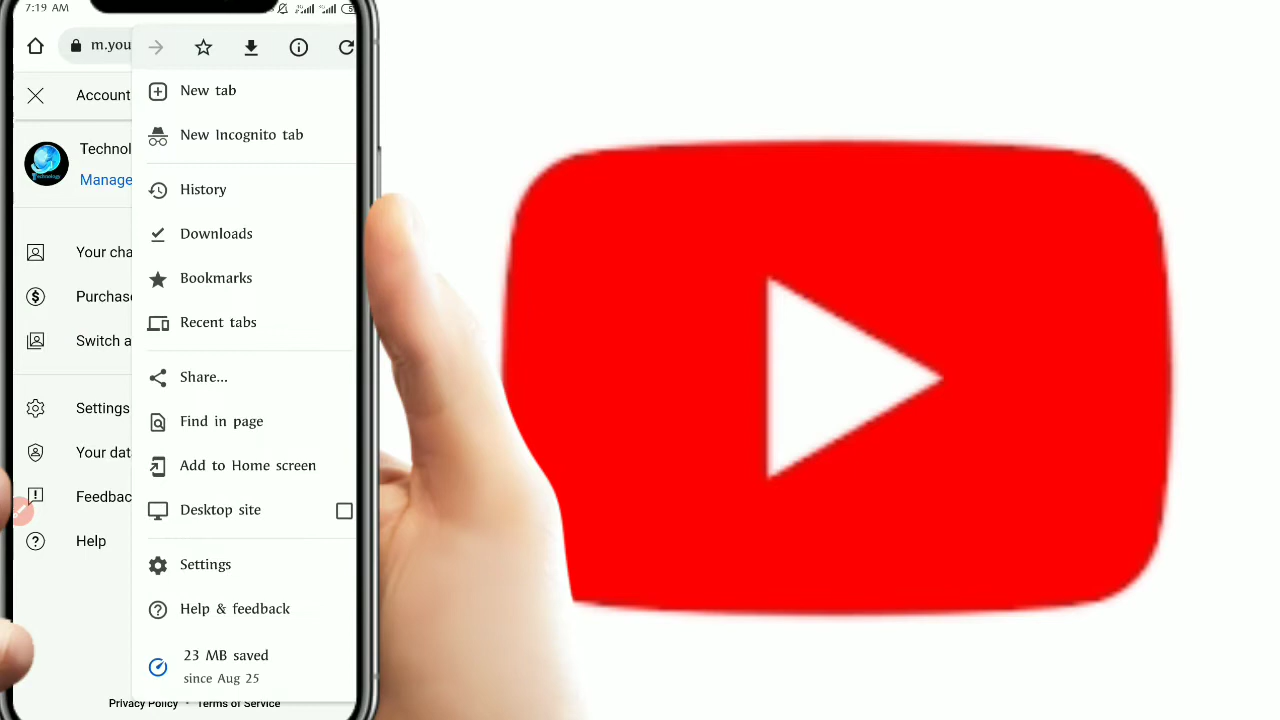 7:19 AM
m.you
Account
New tab
New Incognito tab
Technol
Manage
History
Downloads
Your cha
Bookmarks
Purchase
Recent tabs
Switch a
Share...
Settings
Find in page
Your dat
Add to Home screen
Feedbac
Desktop site
Help
Settings
Help & feedback
23 MB saved
since Aug 25
Privacy Policy · Terms of Service